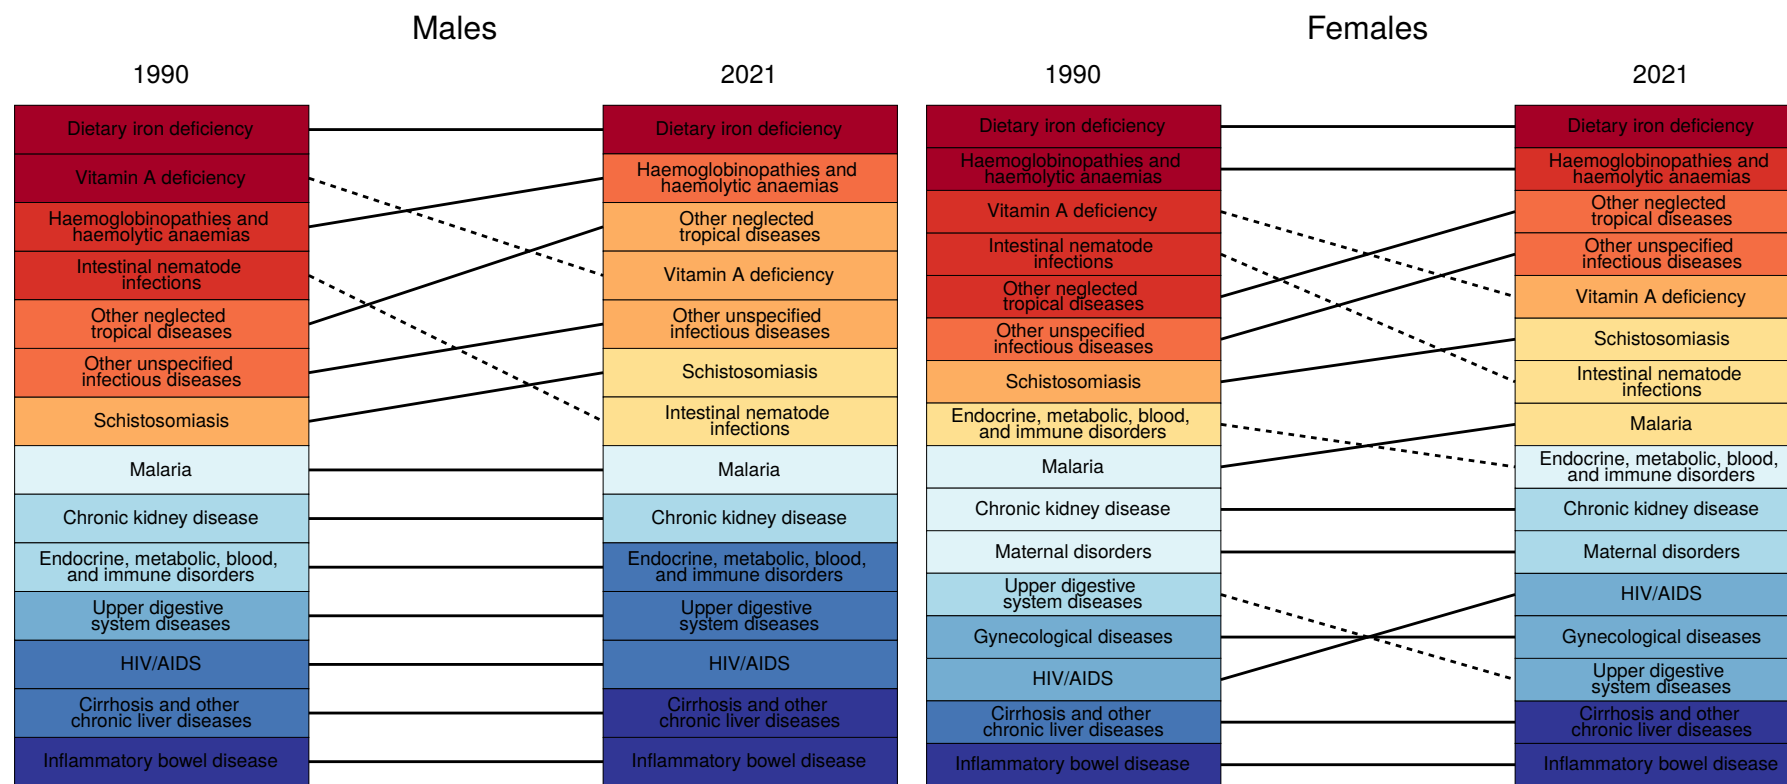 Males
1990
2021
Dietary iron deficiency
Vitamin A deficiency
Haemoglobinopathies and
haemolytic anaemias
Intestinal nematode
infections
Other neglected
tropical diseases
Other unspecified
infectious diseases
Schistosomiasis
Malaria
Chronic kidney disease
Endocrine, metabolic, blood,
and immune disorders
Upper digestive
system diseases
HIV/AIDS
Cirrhosis and other
chronic liver diseases
Inflammatory bowel disease
Dietary iron deficiency
Haemoglobinopathies and
haemolytic anaemias
Other neglected
tropical diseases
Vitamin A deficiency
Other unspecified
infectious diseases
Schistosomiasis
Intestinal nematode
infections
Malaria
Chronic kidney disease
Endocrine, metabolic, blood,
and immune disorders
Upper digestive
system diseases
HIV/AIDS
Cirrhosis and other
chronic liver diseases
Inflammatory bowel disease
Females
1990
2021
Dietary iron deficiency
Haemoglobinopathies and
haemolytic anaemias
Vitamin A deficiency
Intestinal nematode
infections
Other neglected
tropical diseases
Other unspecified
infectious diseases
Schistosomiasis
Endocrine, metabolic, blood,
and immune disorders
Malaria
Chronic kidney disease
Maternal disorders
Upper digestive
system diseases
Gynecological diseases
HIV/AIDS
Cirrhosis and other
chronic liver diseases
Inflammatory bowel disease
Dietary iron deficiency
Haemoglobinopathies and
haemolytic anaemias
Other neglected
tropical diseases
Other unspecified
infectious diseases
Vitamin A deficiency
Schistosomiasis
Intestinal nematode
infections
Malaria
Endocrine, metabolic, blood,
and immune disorders
Chronic kidney disease
Maternal disorders
HIV/AIDS
Gynecological diseases
Upper digestive
system diseases
Cirrhosis and other
chronic liver diseases
Inflammatory bowel disease